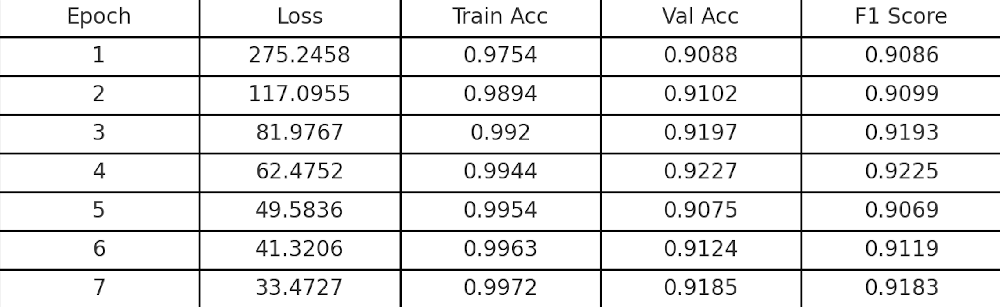 Epoch Loss Train Acc Val Acc F1 Score
1 275.2458 0.9754 0.9088 0.9086
2 117.0955 0.9894 0.9102 0.9099
3 81.9767 0.992 0.9197 0.9193
4 62.4752 0.9944 0.9227 0.9225
5 49.5836 0.9954 0.9075 0.9069
6 41.3206 0.9963 0.9124 0.9119
7 33.4727 0.9972 0.9185 0.9183